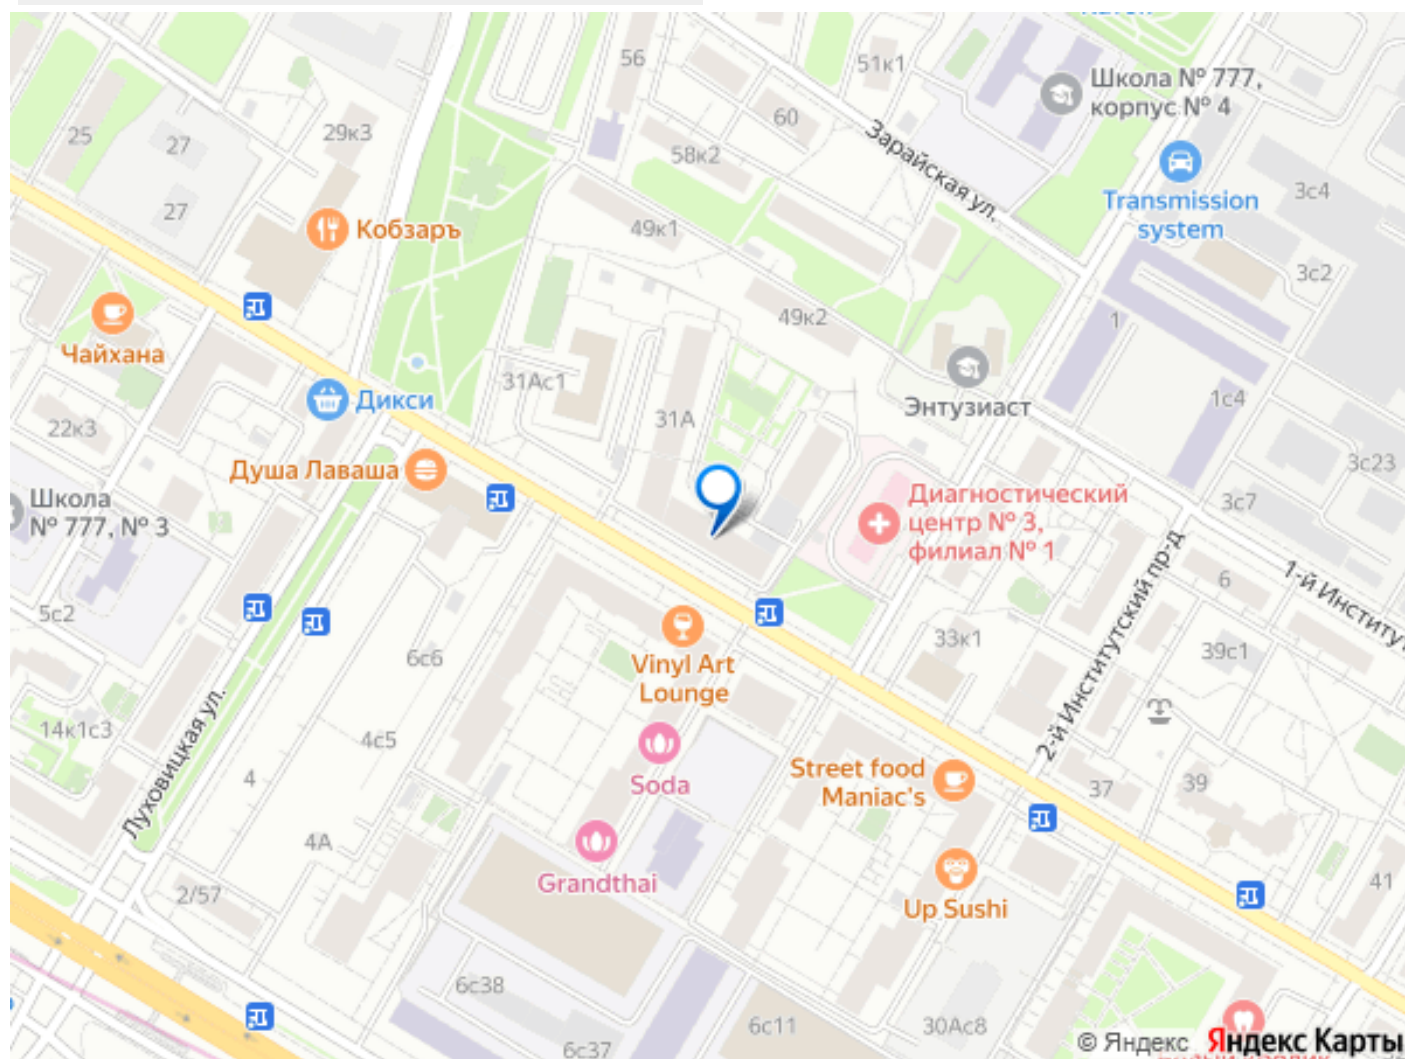 56
51к1
Школа № 777,
корпус № 4
25
27
29к3
60
58к2
Зарайская ул.
Transmission
system
3с4
27
Кобзаръ
49к1
3с2
Чайхана
49к2
1
31Ас1
Дикси
31А
Энтузиаст
1с4
22к3
Душа Лаваша
3с23
Школа
№ 777, № 3
Диагностический
центр № 3,
филиал № 1
3с7
2-й Институтский пр-д
1-й Институт
6
5с2
6с6
Vinyl Art
Lounge
33к1
39с1
Луховицкая ул.
14к1с3
4с5
4
Soda
Street food
Maniac's
37
39
4А
Grandthai
2/57
Up Sushi
41
6с38
6с11
30Ас8
6с37
© Яндекс Яндекс Карты